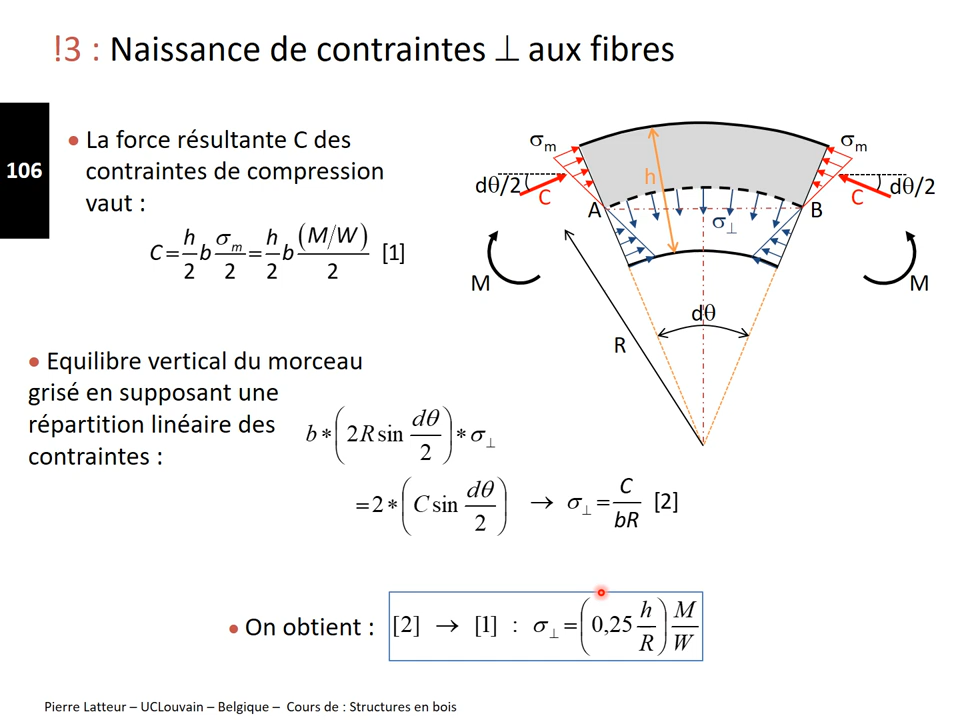 !3 : Naissance de contraintes ⊥ aux fibres
106
• La force résultante C des
contraintes de compression
vaut :
C = h/2 b σm/2 = h/2 b (M/W)/2 [1]
• Equilibre vertical du morceau
grisé en supposant une
répartition linéaire des
contraintes :
b * (2R sin dθ/2) * σ⊥
= 2 * (C sin dθ/2) → σ⊥ = C/bR [2]
• On obtient : [2] → [1] : σ⊥ = (0,25 h/R) M/W
σm
σm
dθ/2
C
h
C
dθ/2
A
σ⊥
B
M
M
dθ
R
Pierre Latteur – UCLouvain – Belgique – Cours de : Structures en bois